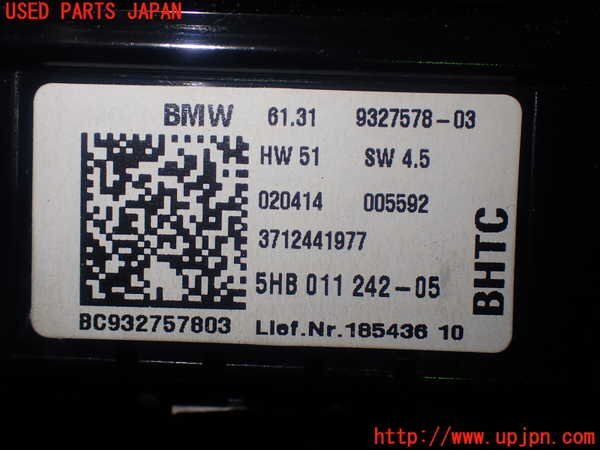 USED PARTS JAPAN
BMW 61.31 9327578-03
HW 51 SW 4.5
020414 005592
3712441977
5HB 011 242-05
BC932757803 Lief.Nr.185436 10
BHTC
http://www.upjpn.com/